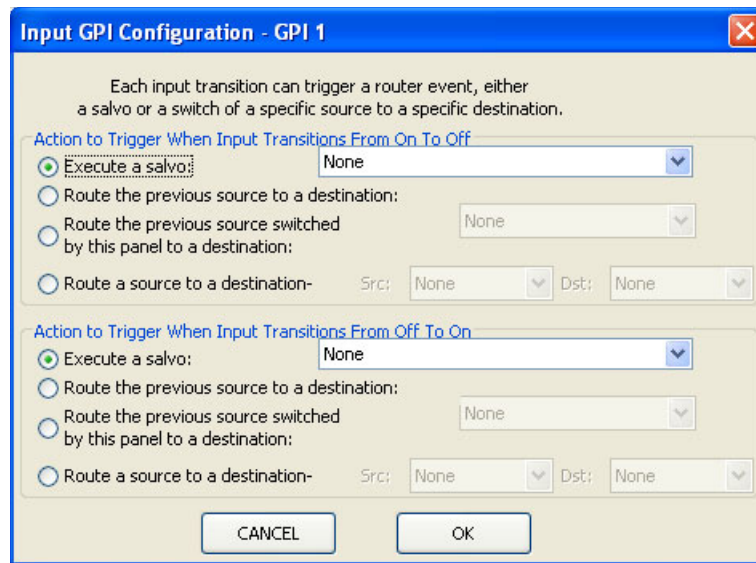 Input GPI Configuration - GPI 1
Each input transition can trigger a router event, either
a salvo or a switch of a specific source to a specific destination.
Action to Trigger When Input Transitions From On To Off
Execute a salvo: None
Route the previous source to a destination:
Route the previous source switched
by this panel to a destination:
None
Route a source to a destination- Src: None Dst: None
Action to Trigger When Input Transitions From Off To On
Execute a salvo: None
Route the previous source to a destination:
Route the previous source switched
by this panel to a destination:
None
Route a source to a destination- Src: None Dst: None
CANCEL OK